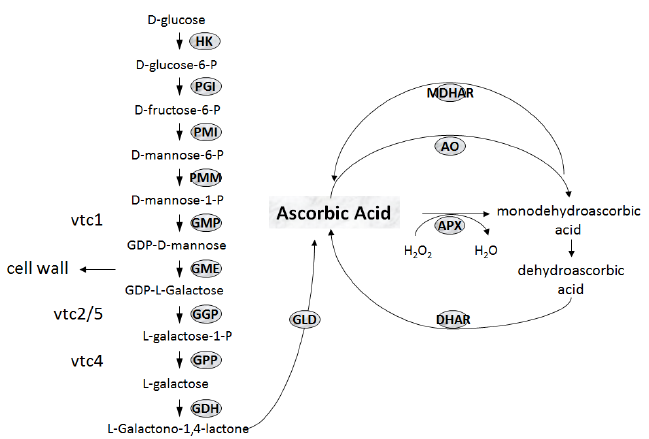 D-glucose
HK
D-glucose-6-P
PGI
D-fructose-6-P
PMI
D-mannose-6-P
PMM
D-mannose-1-P
vtc1
GMP
GDP-D-mannose
cell wall
GME
GDP-L-Galactose
vtc2/5
GGP
L-galactose-1-P
vtc4
GPP
L-galactose
GDH
L-Galactono-1,4-lactone
GLD
Ascorbic Acid
MDHAR
AO
APX
H₂O₂
H₂O
monodehydroascorbic
acid
dehydroascorbic
acid
DHAR